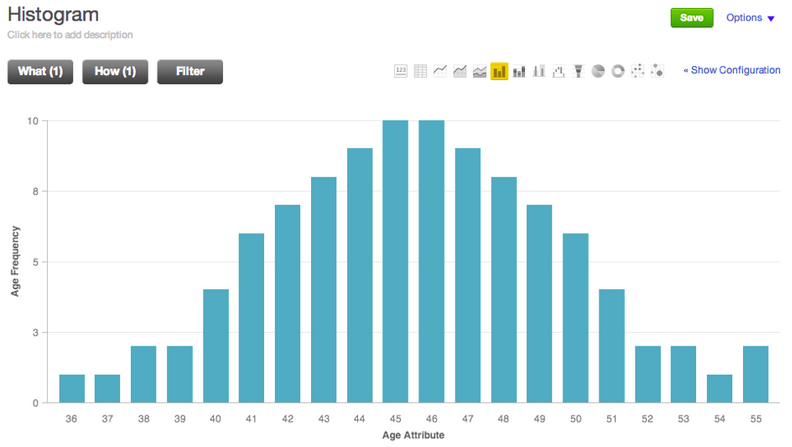 Histogram
Save
Options
Click here to add description
What (1)
How (1)
Filter
123
« Show Configuration
10
8
5
3
0
Age Frequency
36 37 38 39 40 41 42 43 44 45 46 47 48 49 50 51 52 53 54 55
Age Attribute